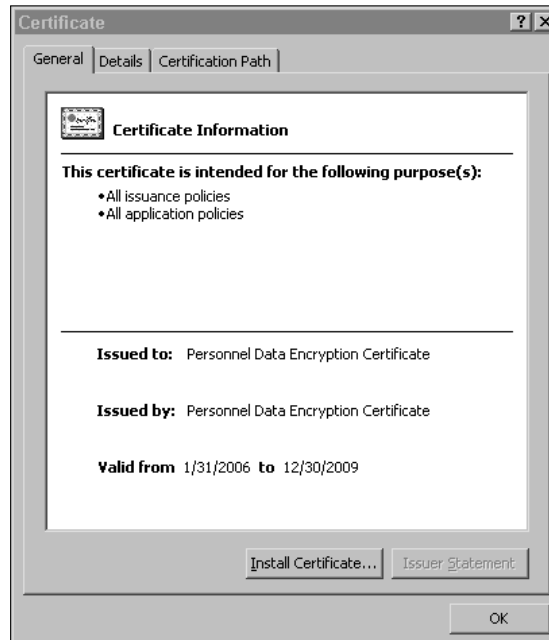 Certificate
General
Details
Certification Path
Certificate Information
This certificate is intended for the following purpose(s):
•All issuance policies
•All application policies
Issued to: Personnel Data Encryption Certificate
Issued by: Personnel Data Encryption Certificate
Valid from 1/31/2006 to 12/30/2009
Install Certificate...
Issuer Statement
OK